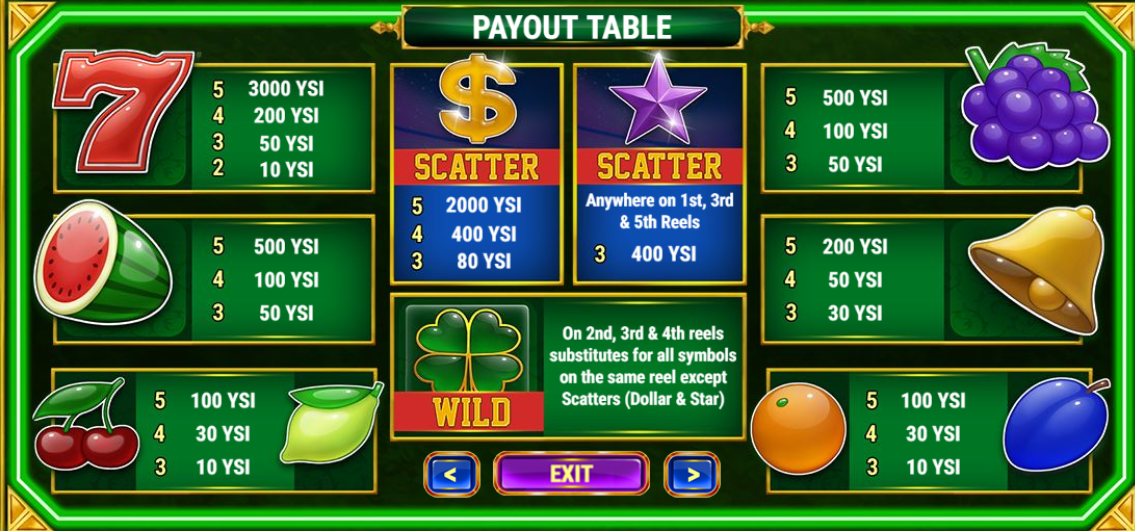 PAYOUT TABLE
5 3000 YSI
4 200 YSI
3 50 YSI
2 10 YSI
SCATTER
5 2000 YSI
4 400 YSI
3 80 YSI
SCATTER
Anywhere on 1st, 3rd
& 5th Reels
3 400 YSI
5 500 YSI
4 100 YSI
3 50 YSI
5 500 YSI
4 100 YSI
3 50 YSI
WILD
On 2nd, 3rd & 4th reels
substitutes for all symbols
on the same reel except
Scatters (Dollar & Star)
5 200 YSI
4 50 YSI
3 30 YSI
5 100 YSI
4 30 YSI
3 10 YSI
< EXIT >
5 100 YSI
4 30 YSI
3 10 YSI